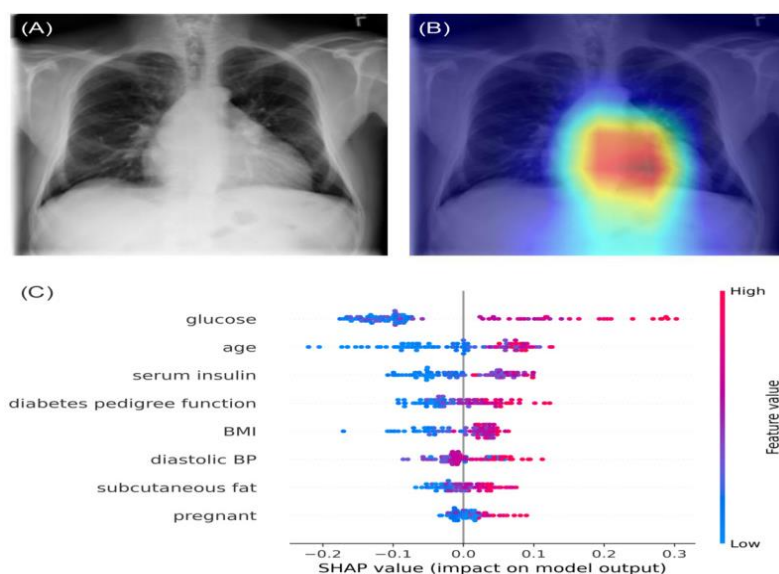 (A)
(B)
(C)
glucose
age
serum insulin
diabetes pedigree function
BMI
diastolic BP
subcutaneous fat
pregnant
−0.2 −0.1 0.0 0.1 0.2 0.3
SHAP value (impact on model output)
High
Feature value
Low